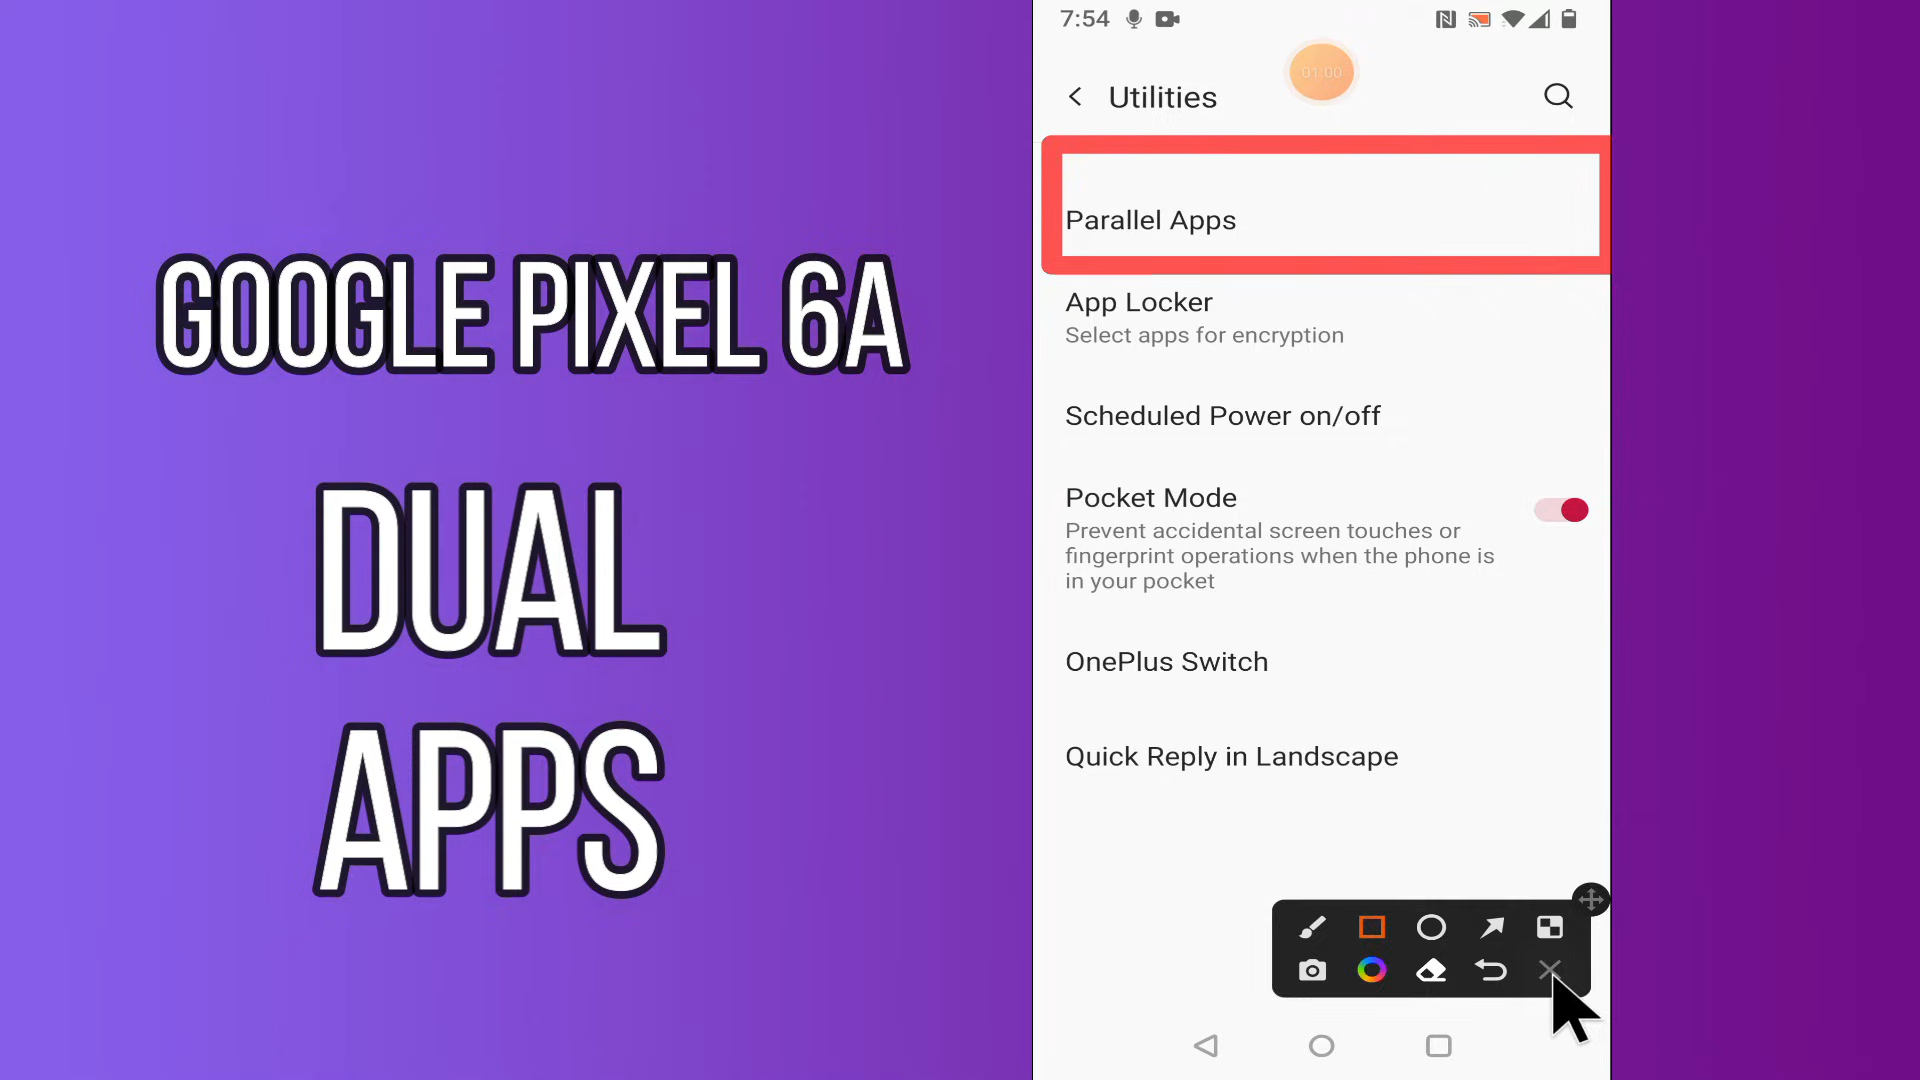 GOOGLE PIXEL 6A
DUAL
APPS
7:54
01:00
Utilities
Parallel Apps
App Locker
Select apps for encryption
Scheduled Power on/off
Pocket Mode
Prevent accidental screen touches or
fingerprint operations when the phone is
in your pocket
OnePlus Switch
Quick Reply in Landscape